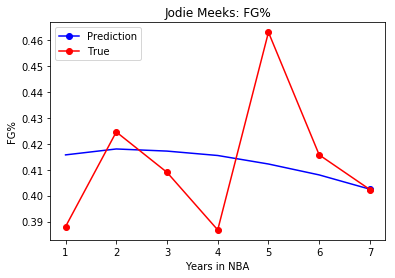 Jodie Meeks: FG%
Prediction
True
0.46
0.45
0.44
0.43
0.42
0.41
0.40
0.39
FG%
1 2 3 4 5 6 7
Years in NBA